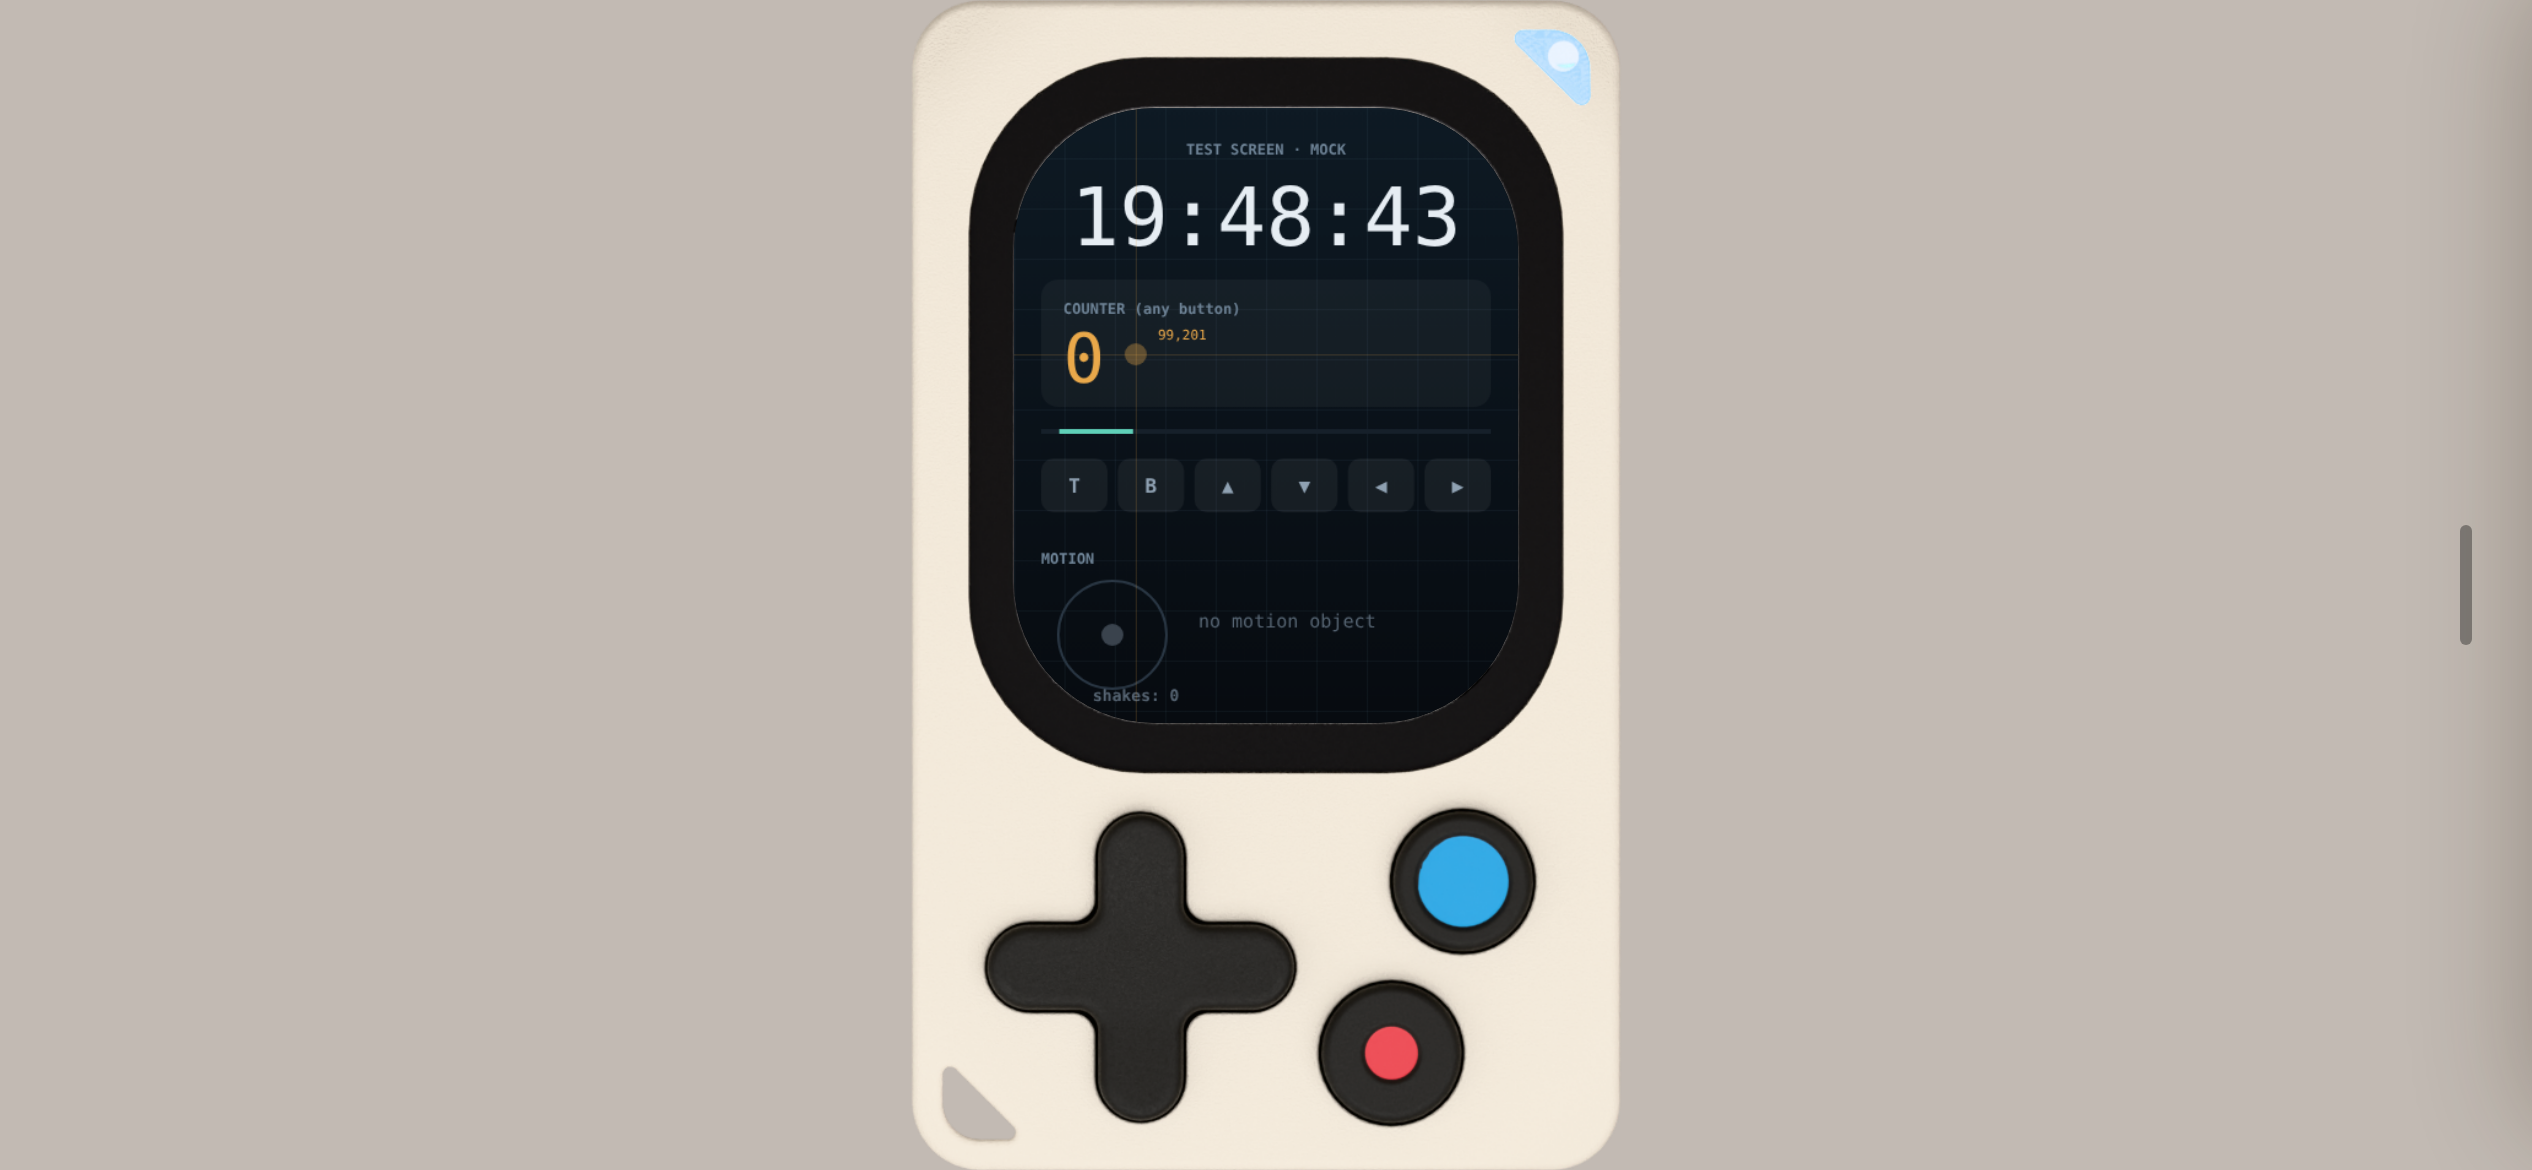 TEST SCREEN · MOCK
19:48:43
COUNTER (any button)
0
99,201
T B ▲ ▼ ◀ ▶
MOTION
no motion object
shakes: 0